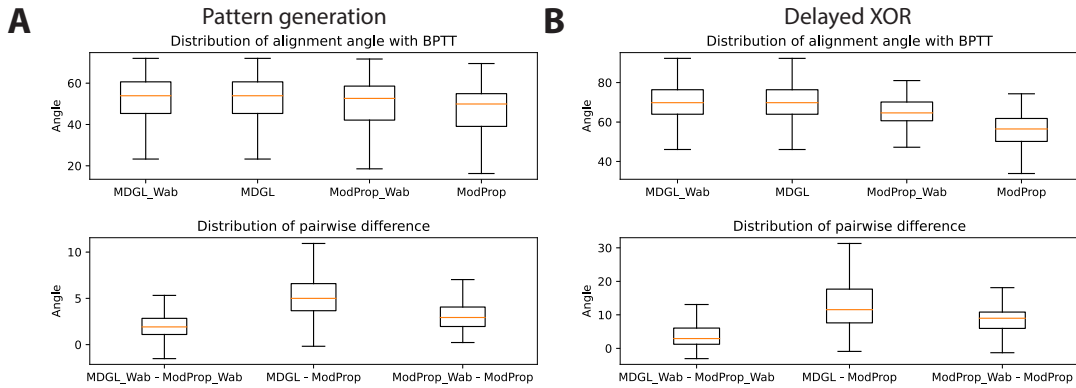 A
Pattern generation
Distribution of alignment angle with BPTT
Angle
60
40
20
MDGL_Wab MDGL ModProp_Wab ModProp
Distribution of pairwise difference
Angle
10
5
0
MDGL_Wab - ModProp_Wab MDGL - ModProp ModProp_Wab - ModProp
B
Delayed XOR
Distribution of alignment angle with BPTT
Angle
80
60
40
MDGL_Wab MDGL ModProp_Wab ModProp
Distribution of pairwise difference
Angle
30
20
10
0
MDGL_Wab - ModProp_Wab MDGL - ModProp ModProp_Wab - ModProp